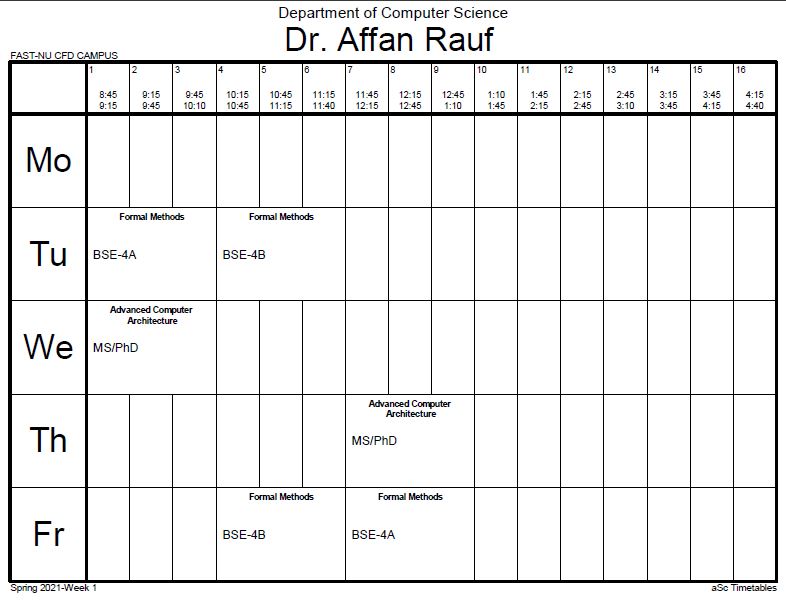 Department of Computer Science
Dr. Affan Rauf
FAST-NU CFD CAMPUS
1 2 3 4 5 6 7 8 9 10 11 12 13 14 15 16
8:45 9:15 9:45 10:15 10:45 11:15 11:45 12:15 12:45 1:10 1:45 2:15 2:45 3:15 3:45 4:15
9:15 9:45 10:10 10:45 11:15 11:40 12:15 12:45 1:10 1:45 2:15 2:45 3:10 3:45 4:15 4:40
Mo
Tu
Formal Methods
BSE-4A
Formal Methods
BSE-4B
We
Advanced Computer
Architecture
MS/PhD
Th
Advanced Computer
Architecture
MS/PhD
Fr
Formal Methods
BSE-4B
Formal Methods
BSE-4A
Spring 2021-Week 1
aSc Timetables